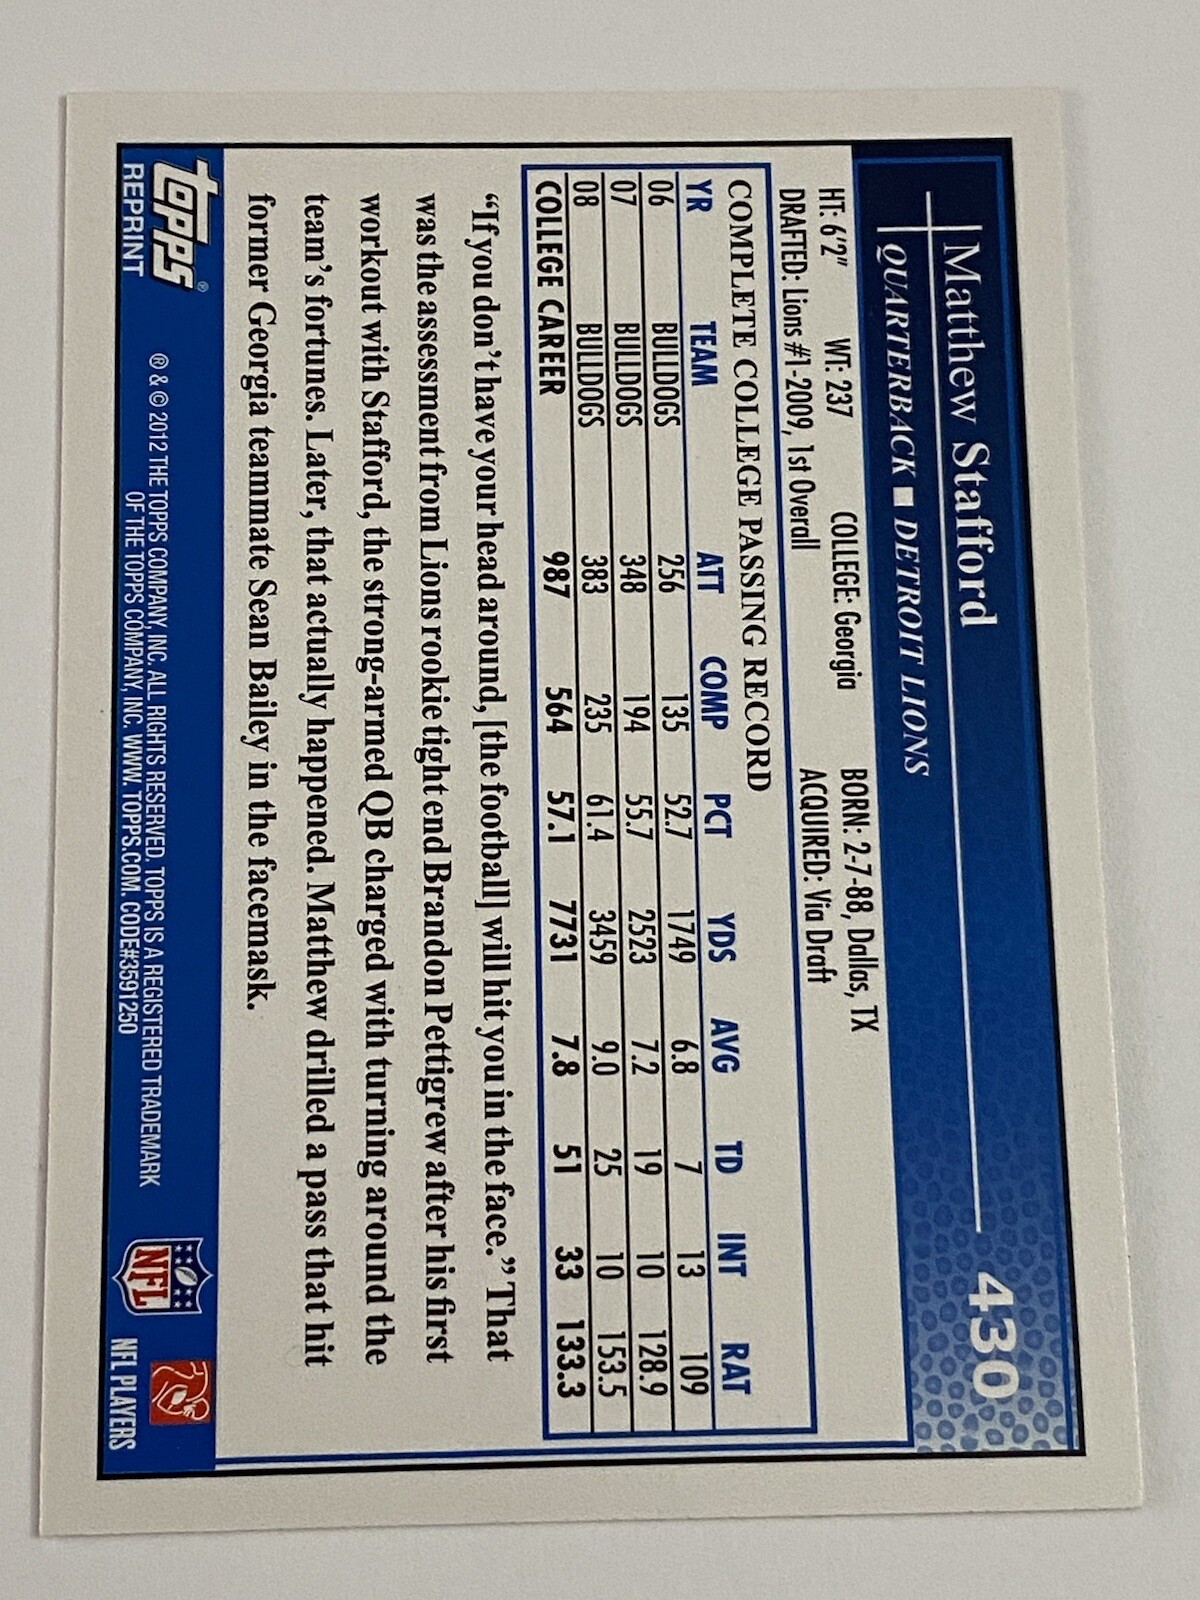 Matthew Stafford 430
QUARTERBACK ■ DETROIT LIONS
HT: 6'2" WT: 237 COLLEGE: Georgia BORN: 2-7-88, Dallas, TX
DRAFTED: Lions #1-2009, 1st Overall ACQUIRED: Via Draft
COMPLETE COLLEGE PASSING RECORD
YR TEAM ATT COMP PCT YDS AVG TD INT RAT
06 BULLDOGS 256 135 52.7 1749 6.8 7 13 109
07 BULLDOGS 348 194 55.7 2523 7.2 19 10 128.9
08 BULLDOGS 383 235 61.4 3459 9.0 25 10 153.5
COLLEGE CAREER 987 564 57.1 7731 7.8 51 33 133.3
“If you don't have your head around, [the football] will hit you in the face.” That
was the assessment from Lions rookie tight end Brandon Pettigrew after his first
workout with Stafford, the strong-armed QB charged with turning around the
team's fortunes. Later, that actually happened. Matthew drilled a pass that hit
former Georgia teammate Sean Bailey in the facemask.
topps®
REPRINT
® & © 2012 THE TOPPS COMPANY, INC. ALL RIGHTS RESERVED. TOPPS IS A REGISTERED TRADEMARK
OF THE TOPPS COMPANY, INC. WWW.TOPPS.COM. CODE#3591250
NFL
NFL PLAYERS